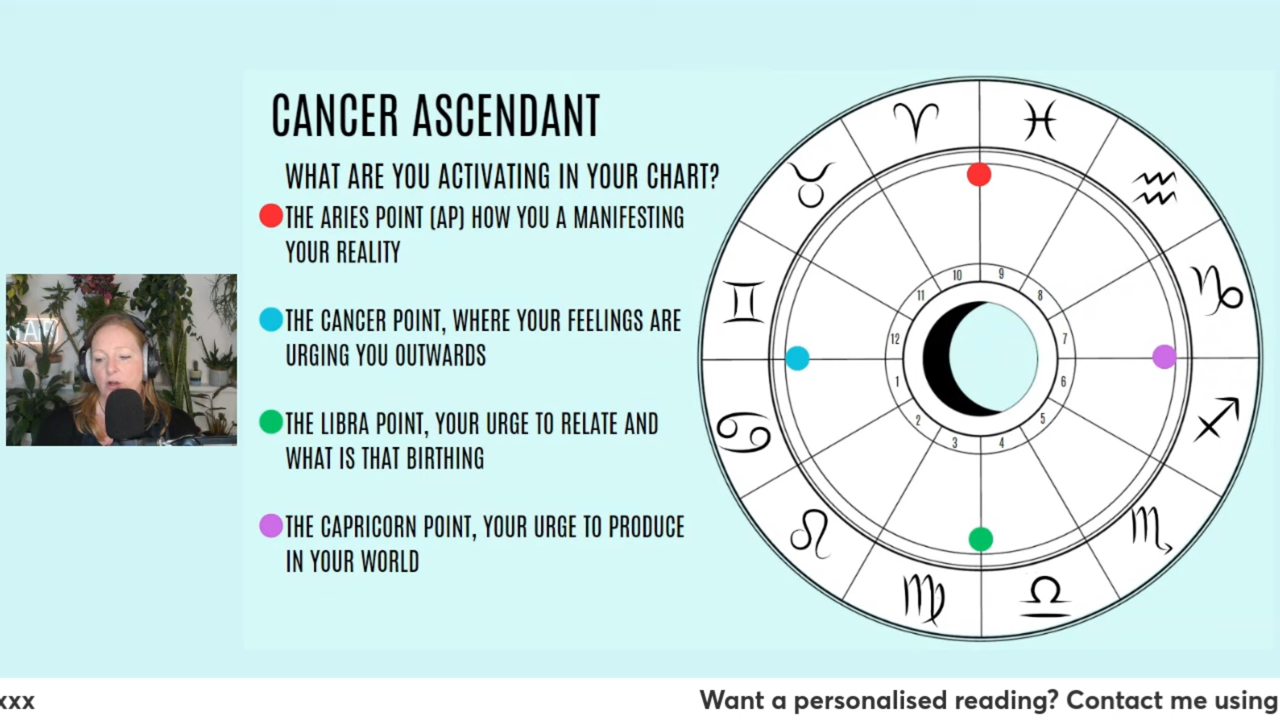 CANCER ASCENDANT
WHAT ARE YOU ACTIVATING IN YOUR CHART?
THE ARIES POINT (AP) HOW YOU A MANIFESTING
YOUR REALITY
THE CANCER POINT, WHERE YOUR FEELINGS ARE
URGING YOU OUTWARDS
THE LIBRA POINT, YOUR URGE TO RELATE AND
WHAT IS THAT BIRTHING
THE CAPRICORN POINT, YOUR URGE TO PRODUCE
IN YOUR WORLD
♈ ♓
♉ ♒
♊ ♑
♋ ♐
♌ ♏
♍ ♎
10 9
11 8
12 7
1 6
2 5
3 4
xxx
Want a personalised reading? Contact me using